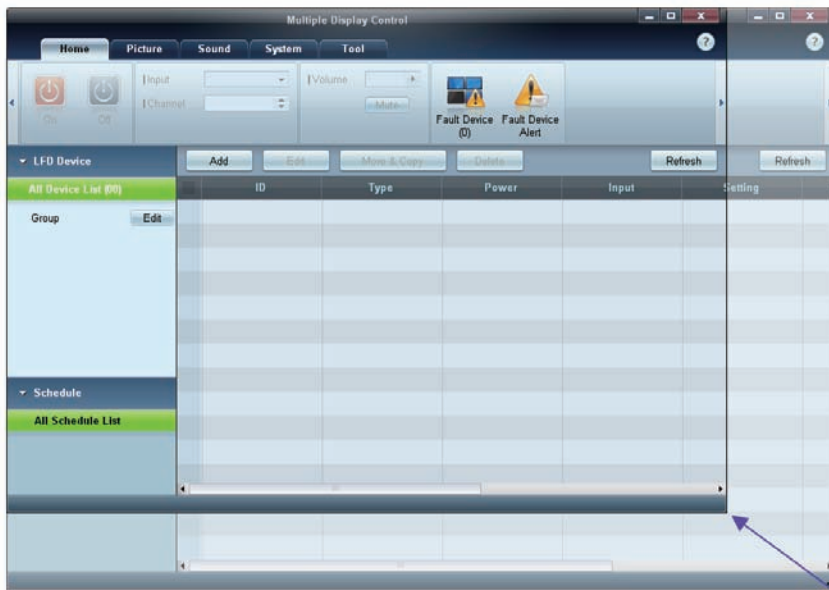 Multiple Display Control
Home Picture Sound System Tool
Input
Channel
On Off
Volume
Mute
Fault Device (0)
Fault Device Alert
LFD Device
Add Edit Move & Copy Delete Refresh Refresh
All Device List (00)
ID Type Power Input Setting
Group Edit
Schedule
All Schedule List